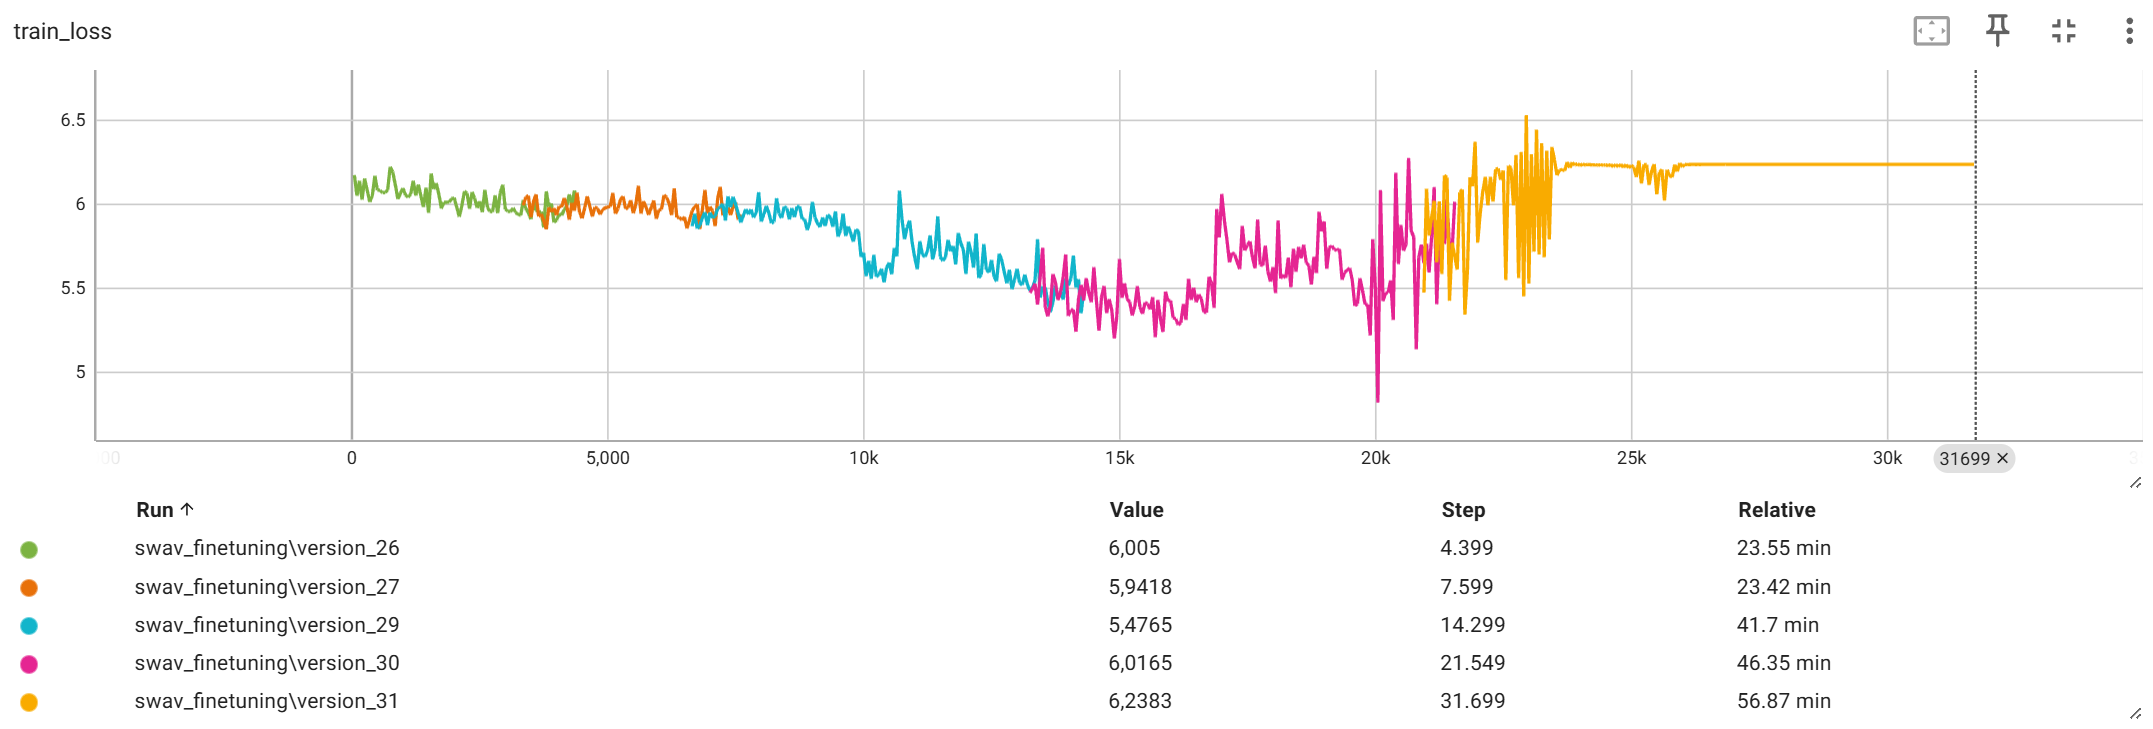 train_loss
6.5
6
5.5
5
0 5,000 10k 15k 20k 25k 30k 31699 ✕
Run ↑ Value Step Relative
swav_finetuning\version_26 6,005 4.399 23.55 min
swav_finetuning\version_27 5,9418 7.599 23.42 min
swav_finetuning\version_29 5,4765 14.299 41.7 min
swav_finetuning\version_30 6,0165 21.549 46.35 min
swav_finetuning\version_31 6,2383 31.699 56.87 min